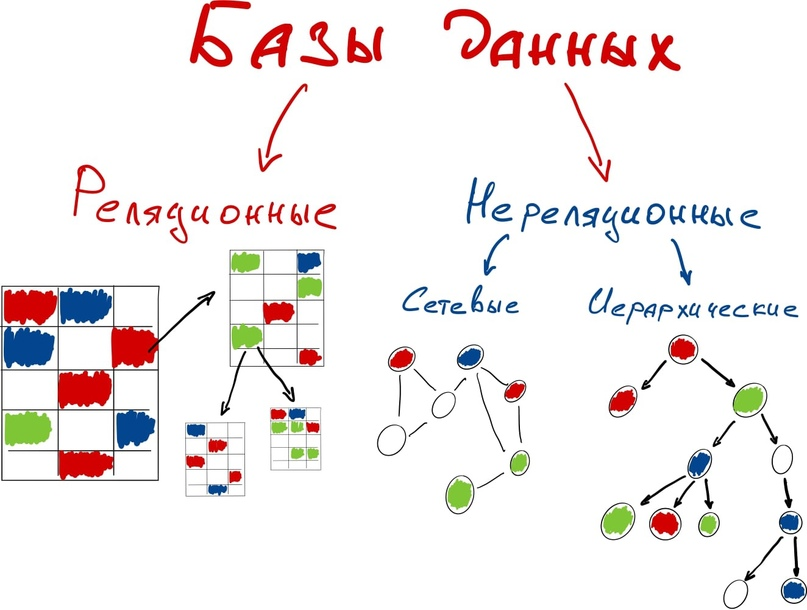 Базы данных
Реляционные
Нереляционные
Сетевые
Иерархические